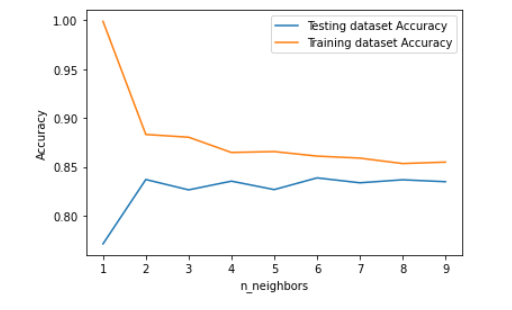 Testing dataset Accuracy
Training dataset Accuracy
1.00
0.95
0.90
0.85
0.80
Accuracy
1 2 3 4 5 6 7 8 9
n_neighbors